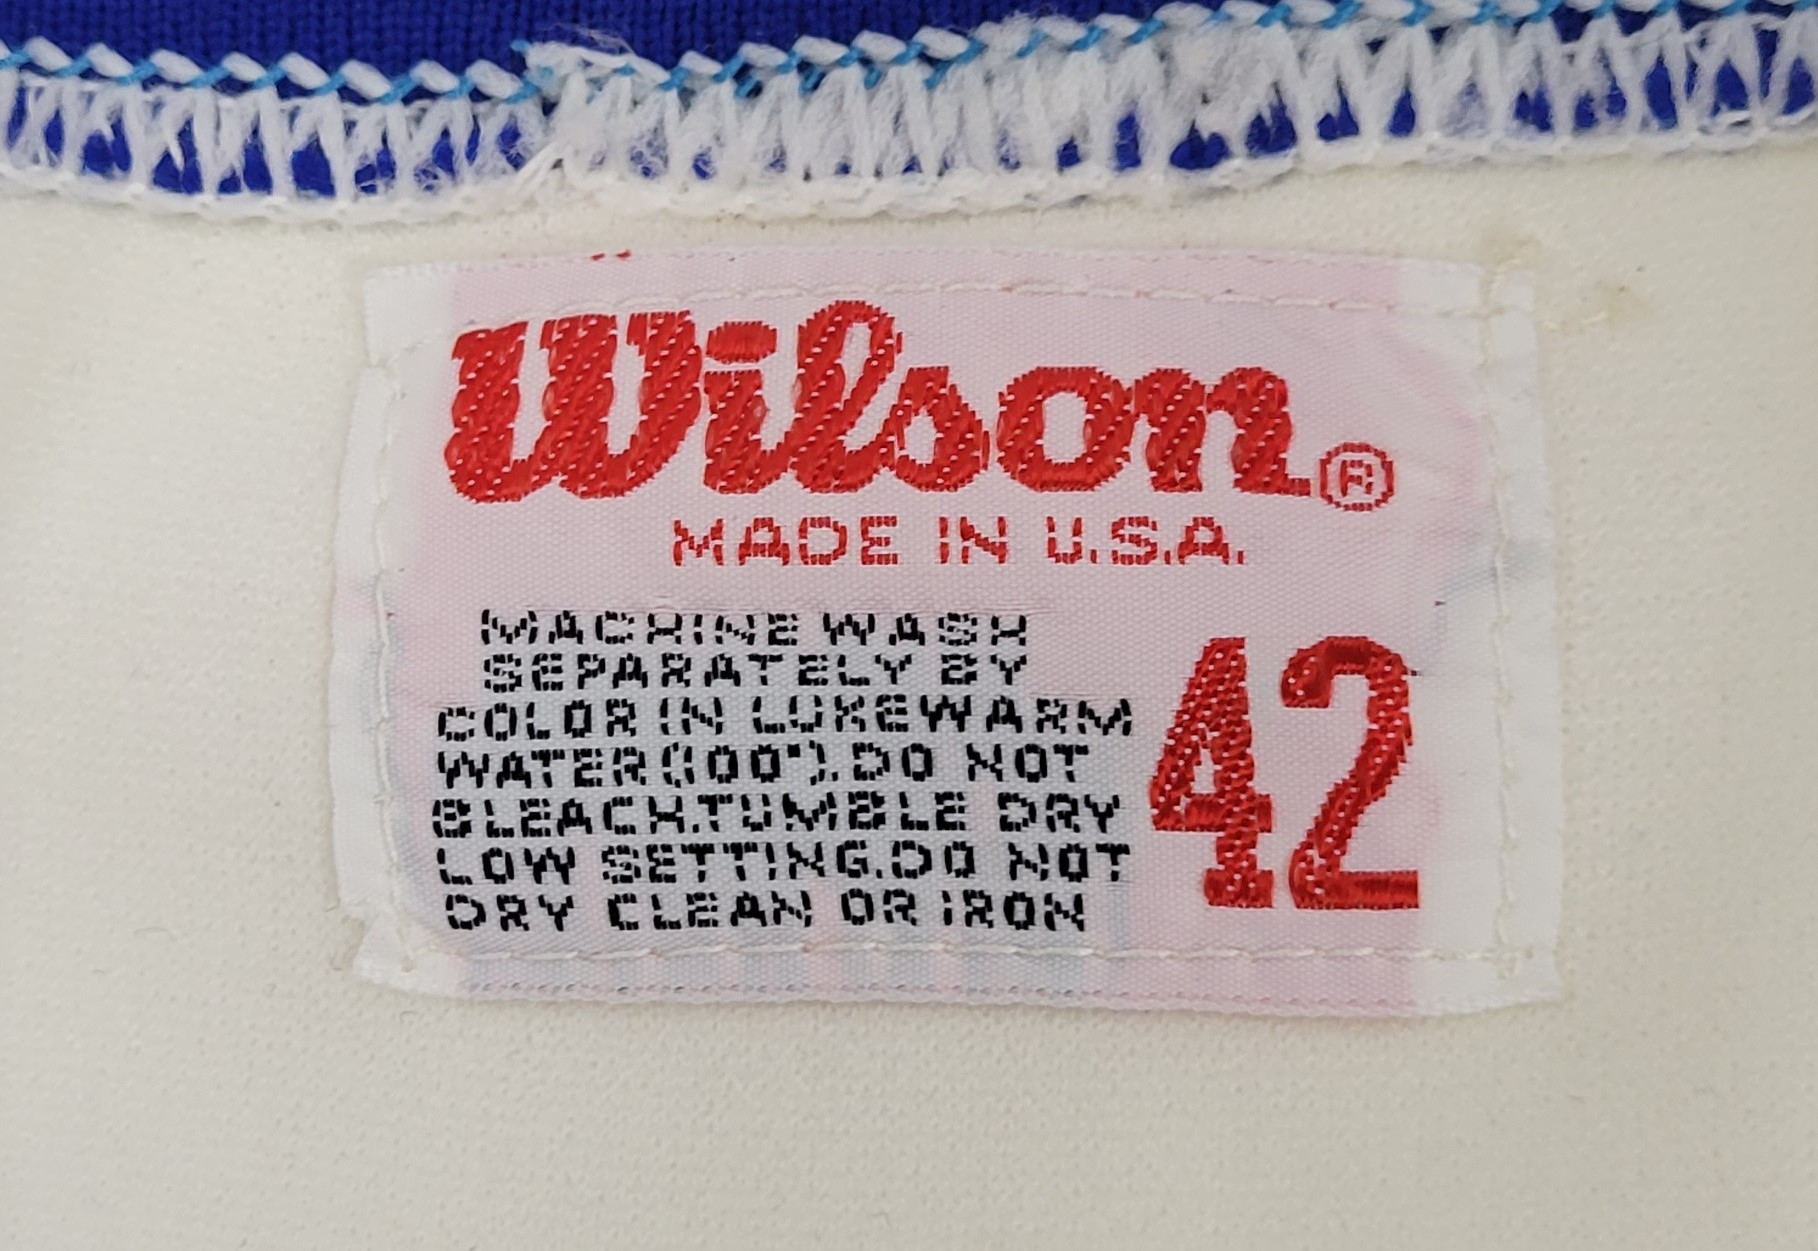 Wilson®
MADE IN U.S.A.
MACHINE WASH
SEPARATELY BY
COLOR IN LUKEWARM
WATER(100°).DO NOT
BLEACH.TUMBLE DRY
LOW SETTING.DO NOT
DRY CLEAN OR IRON
42